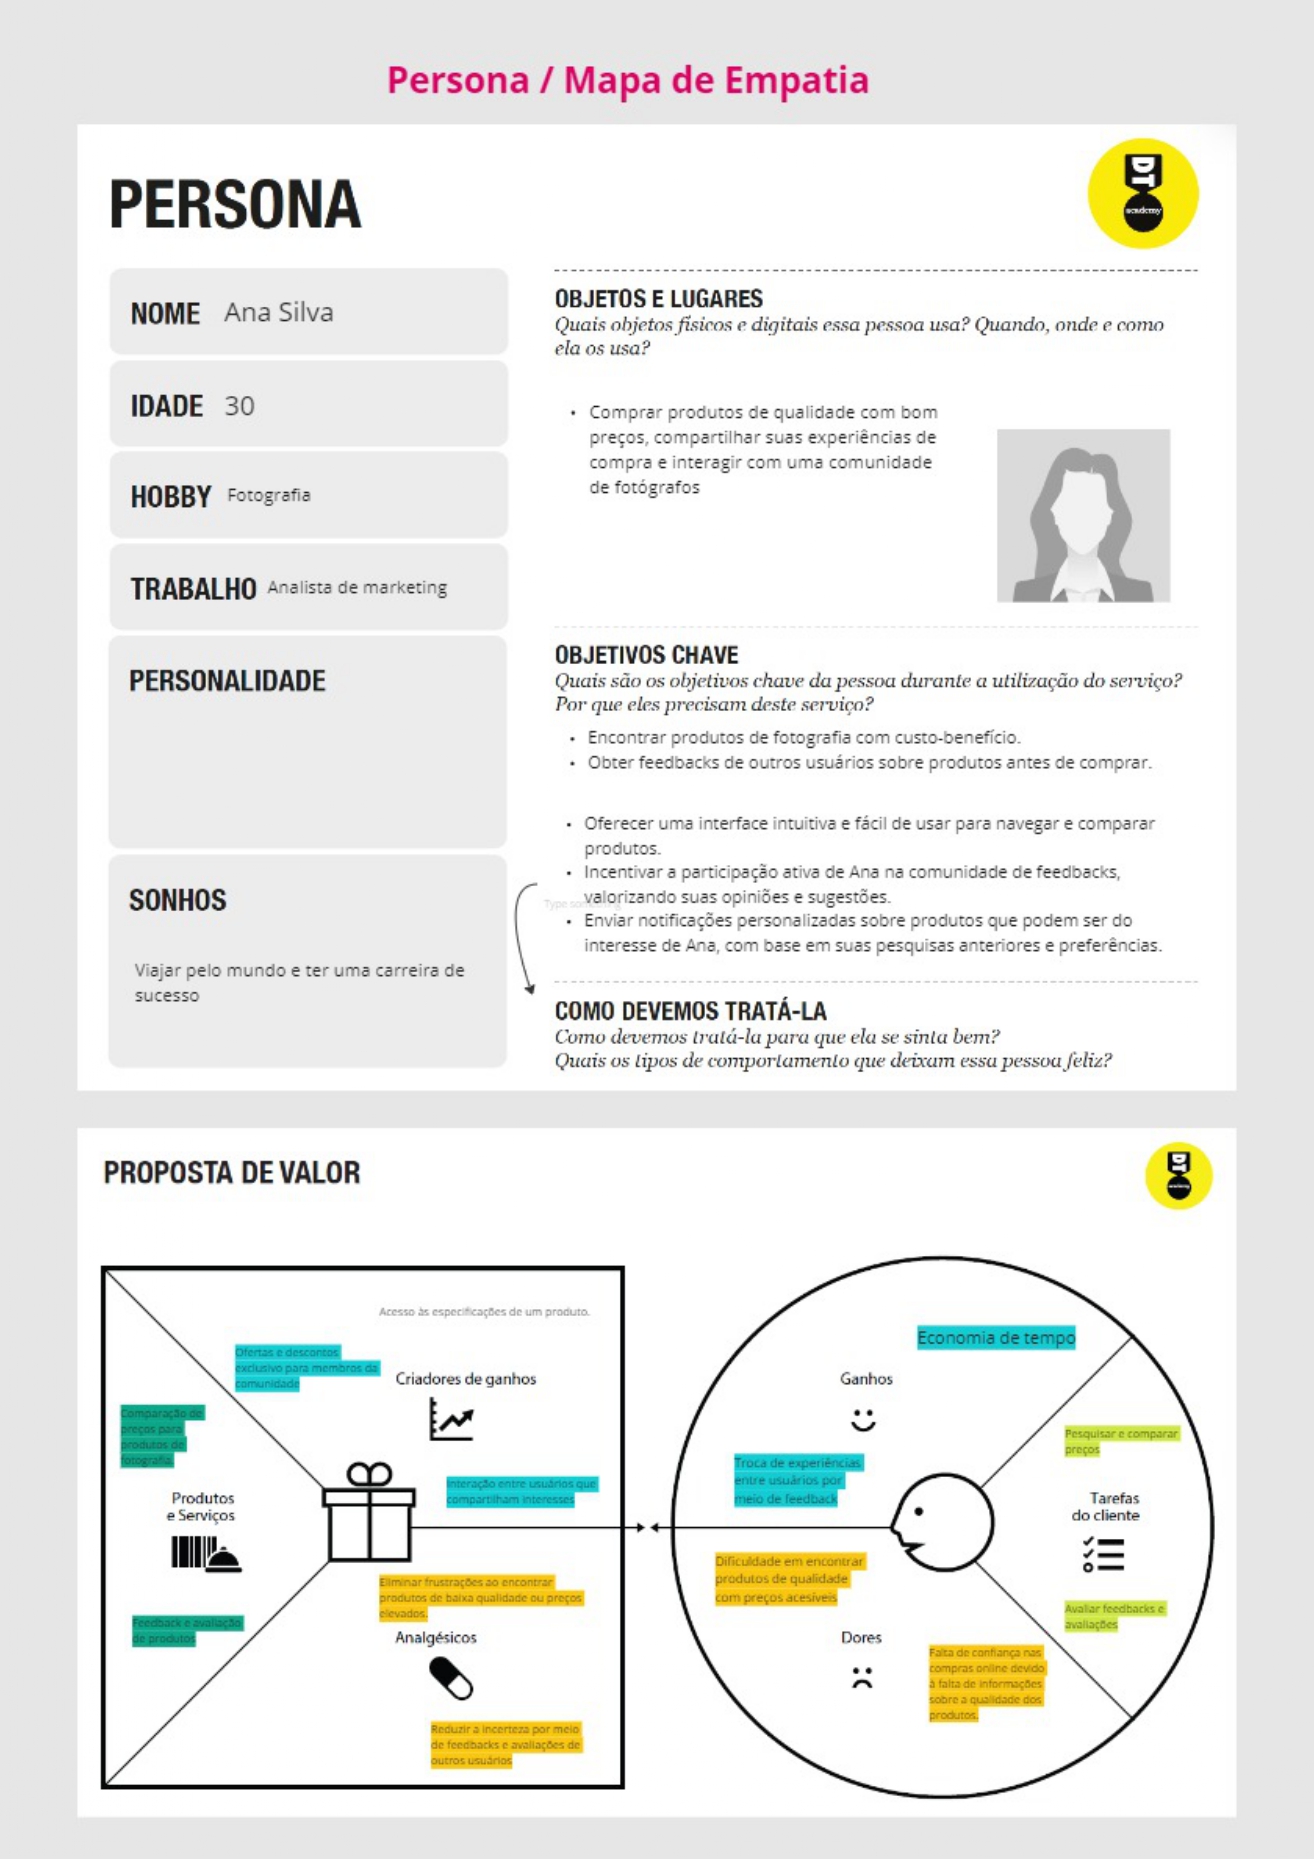 Persona / Mapa de Empatia
PERSONA
DT
academy
NOME Ana Silva
IDADE 30
HOBBY Fotografia
TRABALHO Analista de marketing
PERSONALIDADE
SONHOS
Viajar pelo mundo e ter uma carreira de
sucesso
OBJETOS E LUGARES
Quais objetos físicos e digitais essa pessoa usa? Quando, onde e como
ela os usa?
• Comprar produtos de qualidade com bom
preços, compartilhar suas experiências de
compra e interagir com uma comunidade
de fotógrafos
OBJETIVOS CHAVE
Quais são os objetivos chave da pessoa durante a utilização do serviço?
Por que eles precisam deste serviço?
• Encontrar produtos de fotografia com custo-benefício.
• Obter feedbacks de outros usuários sobre produtos antes de comprar.
• Oferecer uma interface intuitiva e fácil de usar para navegar e comparar
produtos.
• Incentivar a participação ativa de Ana na comunidade de feedbacks,
valorizando suas opiniões e sugestões.
Type something
• Enviar notificações personalizadas sobre produtos que podem ser do
interesse de Ana, com base em suas pesquisas anteriores e preferências.
COMO DEVEMOS TRATÁ-LA
Como devemos tratá-la para que ela se sinta bem?
Quais os tipos de comportamento que deixam essa pessoa feliz?
PROPOSTA DE VALOR
DT
academy
Acesso às especificações de um produto.
Ofertas e descontos
exclusivo para membros da
comunidade
Criadores de ganhos
Comparação de
preços para
produtos de
fotografia.
Interação entre usuários que
compartilham interesses
Produtos
e Serviços
Feedback e avaliação
de produtos
Eliminar frustrações ao encontrar
produtos de baixa qualidade ou preços
elevados.
Analgésicos
Reduzir a incerteza por meio
de feedbacks e avaliações de
outros usuários
Economia de tempo
Ganhos
Troca de experiências
entre usuários por
meio de feedback
Pesquisar e comparar
preços
Tarefas
do cliente
Avaliar feedbacks e
avaliações
Dificuldade em encontrar
produtos de qualidade
com preços acesíveis
Dores
Falta de confiança nas
compras online devido
à falta de informações
sobre a qualidade dos
produtos.